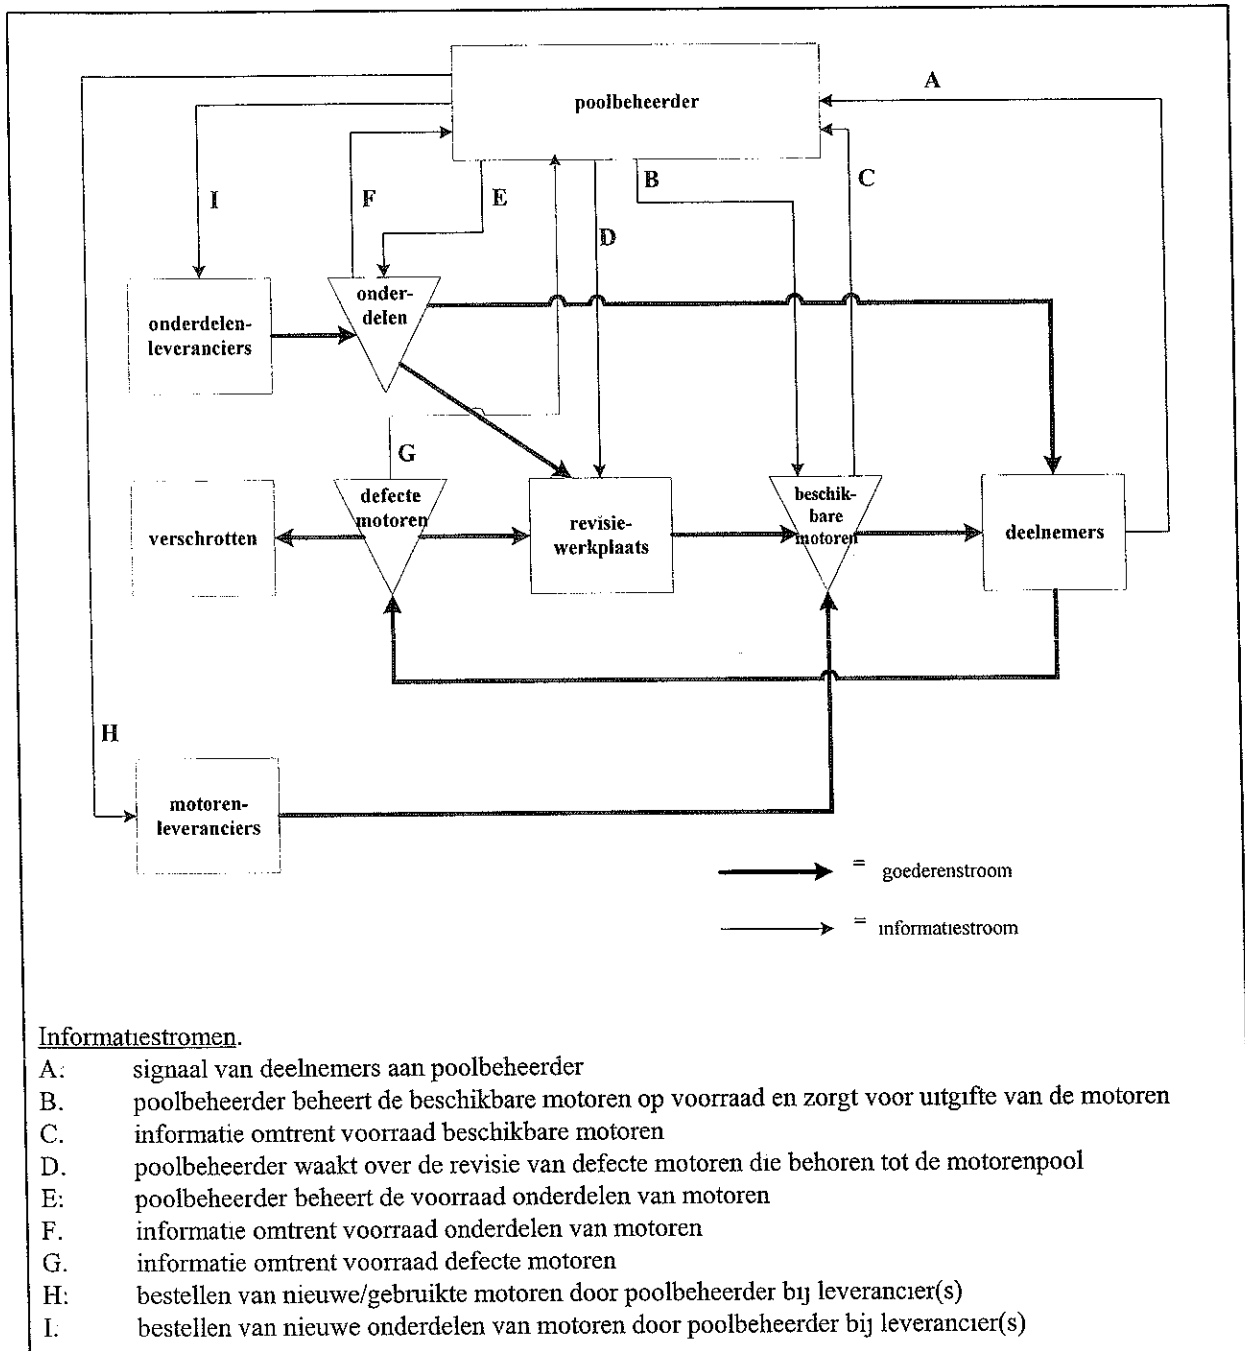 poolbeheerder
A
B
C
I
F
E
D
onder-
delen
onderdelen-
leveranciers
G
defecte
motoren
beschik-
bare
motoren
verschrotten
revisie-
werkplaats
deelnemers
H
motoren-
leveranciers
= goederenstroom
= informatiestroom
Informatiestromen.
A: signaal van deelnemers aan poolbeheerder
B. poolbeheerder beheert de beschikbare motoren op voorraad en zorgt voor uitgifte van de motoren
C. informatie omtrent voorraad beschikbare motoren
D. poolbeheerder waakt over de revisie van defecte motoren die behoren tot de motorenpool
E: poolbeheerder beheert de voorraad onderdelen van motoren
F. informatie omtrent voorraad onderdelen van motoren
G. informatie omtrent voorraad defecte motoren
H: bestellen van nieuwe/gebruikte motoren door poolbeheerder bij leverancier(s)
I. bestellen van nieuwe onderdelen van motoren door poolbeheerder bij leverancier(s)